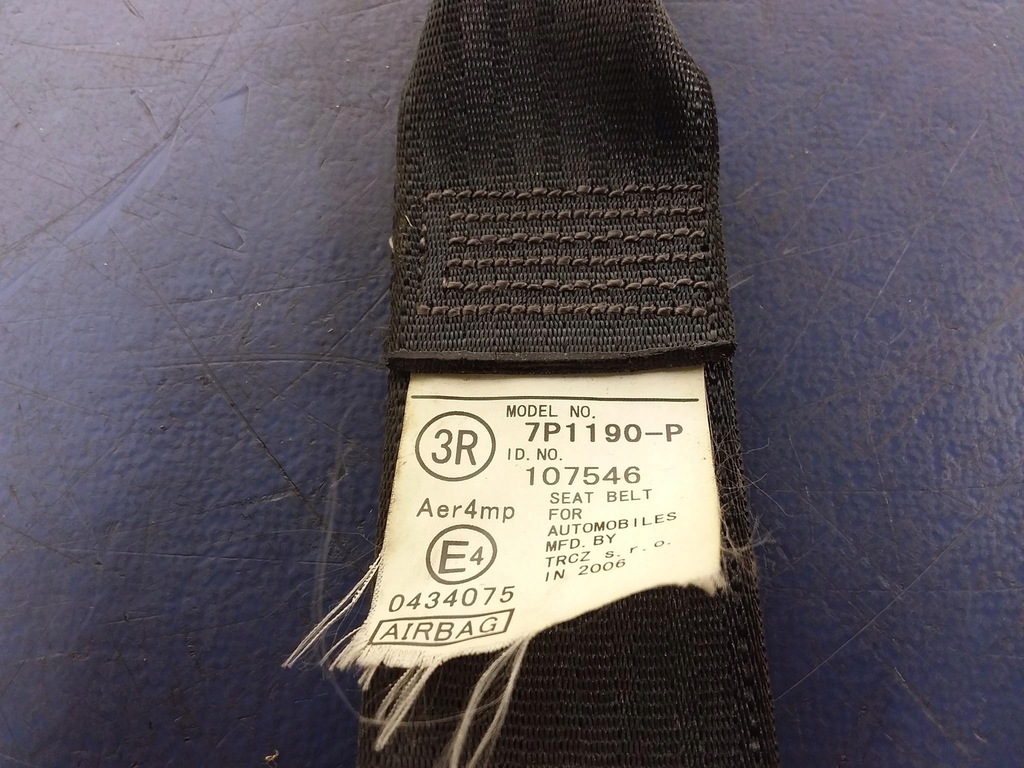 3R
MODEL NO.
7P1190-P
I D. NO.
107546
Aer4mp
SEAT BELT
FOR
AUTOMOBILES
MFD. BY
TRCZ s. r. o.
IN 2006
E4
0434075
AIRBAG